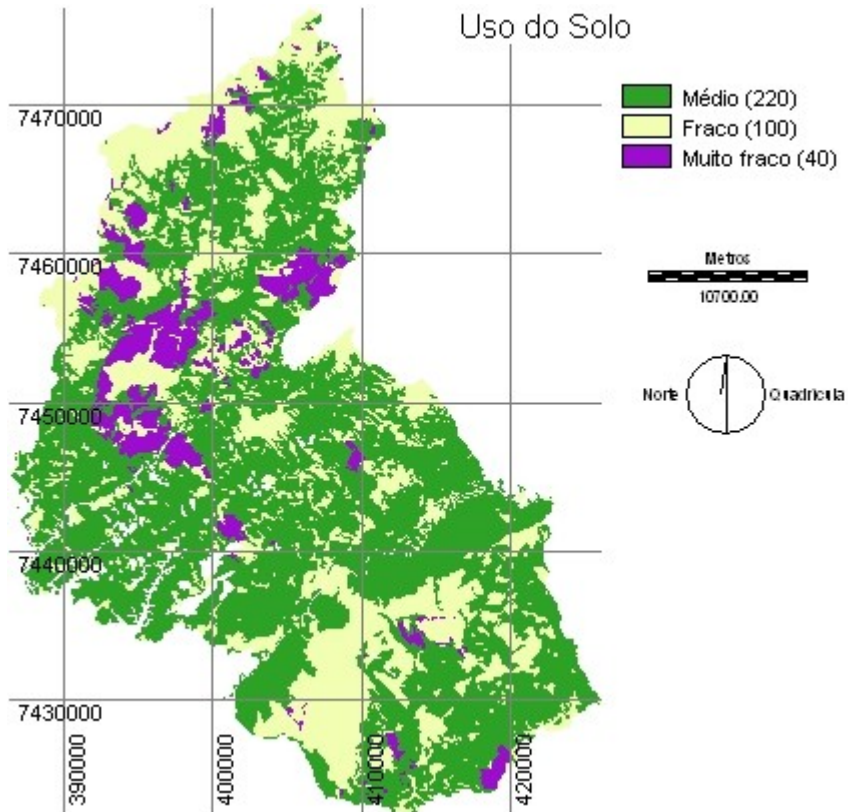 Uso do Solo
Médio (220)
Fraco (100)
Muito fraco (40)
Metros
10700.00
Norte
Quadrícula
7470000
7460000
7450000
7440000
7430000
390000
400000
410000
420000